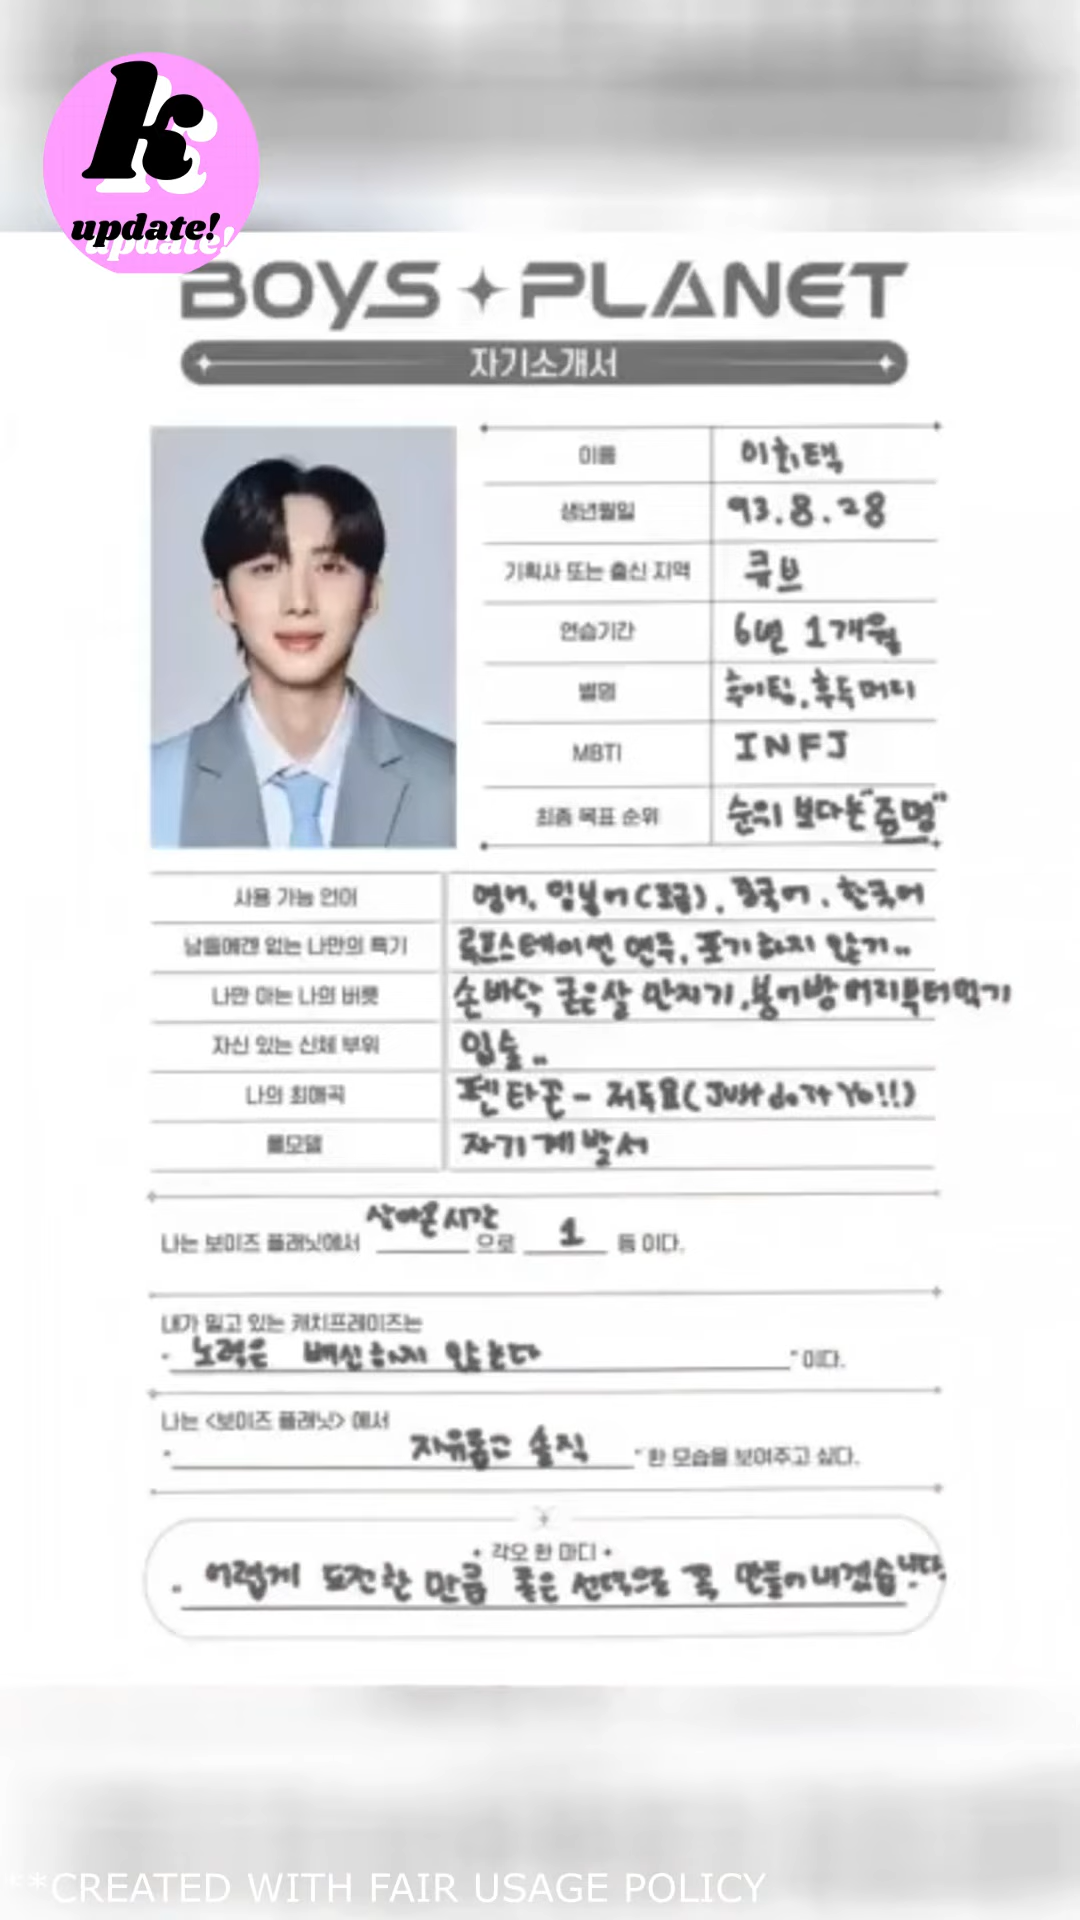 k
update!
BOYS PLANET
자기소개서
이름 이회택
생년월일 93.8.28
기획사 또는 출신 지역 큐브
연습기간 6년 1개월
별명 후이팅, 후두머리
MBTI INFJ
최종 목표 순위 순위 보다는 "증명"
사용 가능 언어 영어, 일본어(조금), 중국어, 한국어
남들에겐 없는 나만의 특기 루프스테이션 연주, 포기하지 않기..
나만 아는 나의 버릇 손바닥 굳은살 만지기, 붕어빵 머리부터먹기
자신 있는 신체 부위 입술..
나의 최애곡 펜타곤 - 저두요(Just do it Yo!!)
롤모델 자기계발서
나는 보이즈 플래닛에서 살아온시간 으로 1 등 이다.
내가 밀고 있는 캐치프레이즈는
노력은 배신하지 않는다 " 이다.
나는 <보이즈 플래닛> 에서
자유롭고 솔직 " 한 모습을 보여주고 싶다.
각오 한 마디
어렵게 도전한 만큼 좋은 선택으로 꼭 만들어내겠습니다.
**CREATED WITH FAIR USAGE POLICY